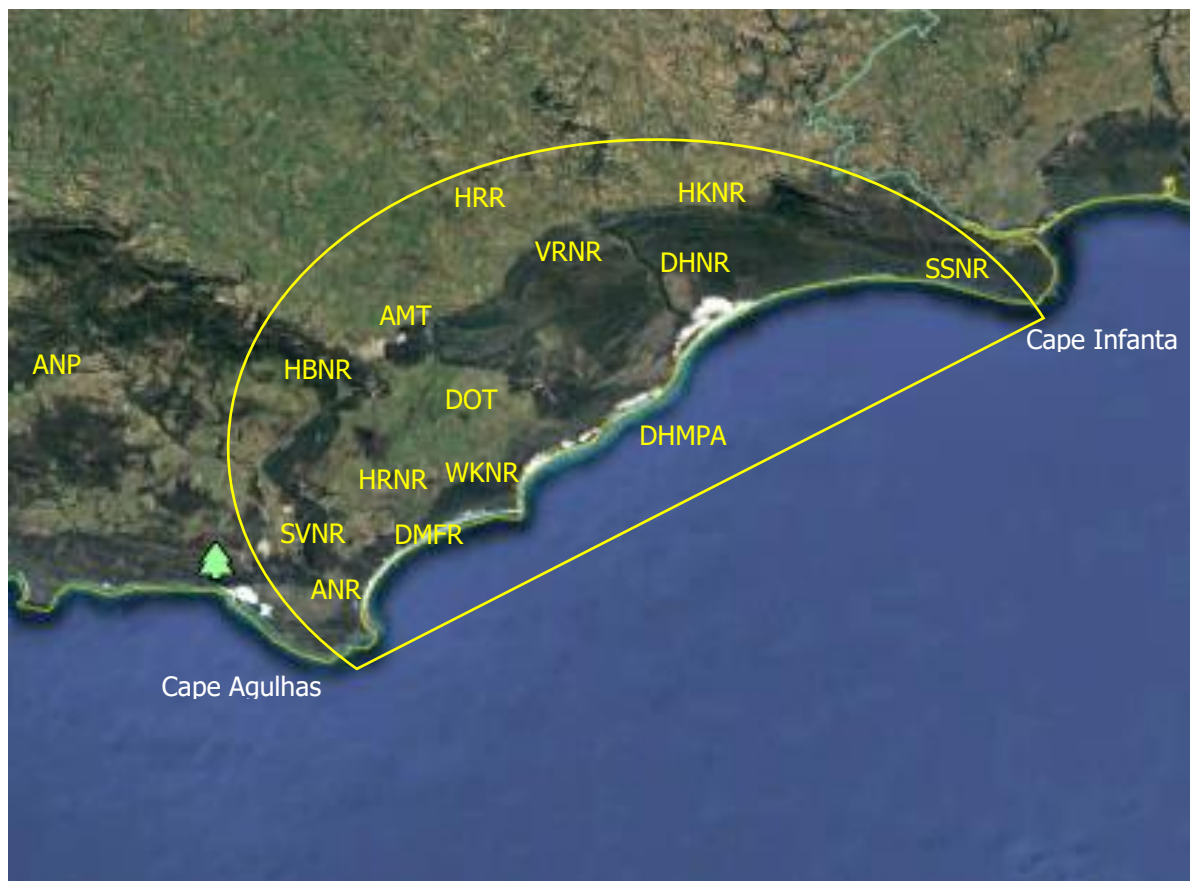 HKNR
HRR
VRNR
DHNR
SSNR
AMT
Cape Infanta
ANP
HBNR
DOT
DHMPA
WKNR
HRNR
SVNR
DMFR
ANR
Cape Agulhas